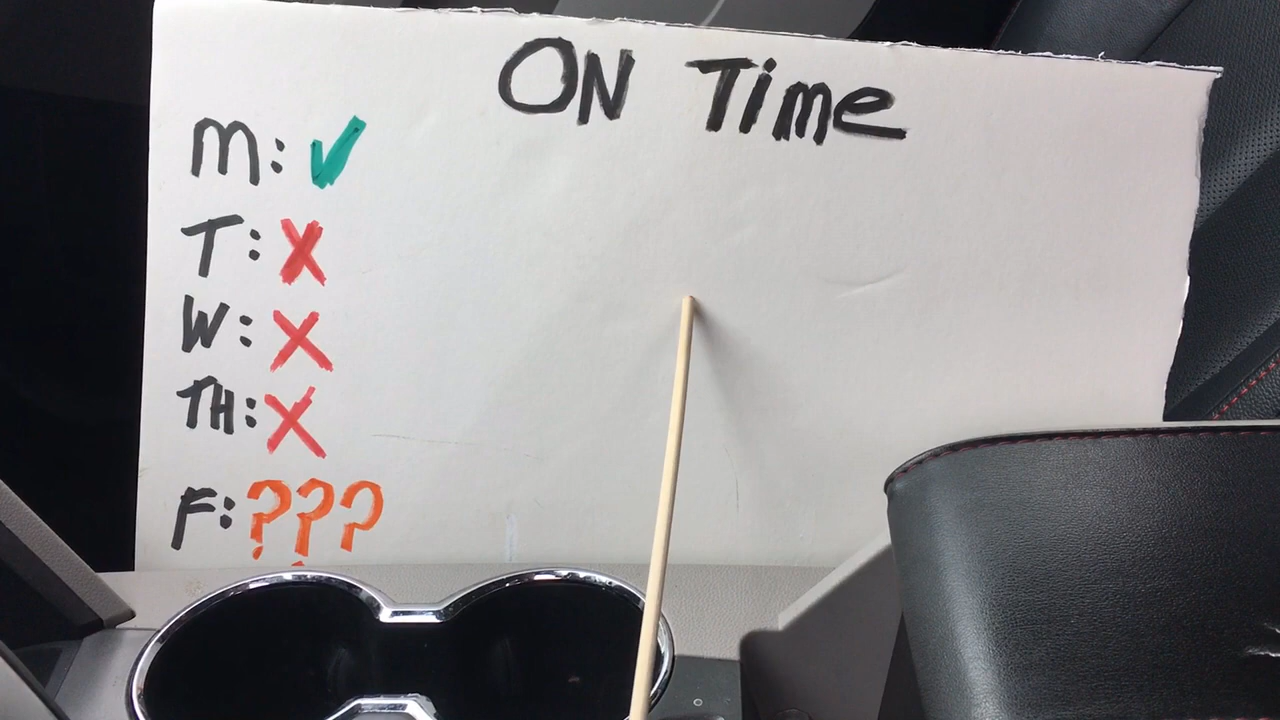 ON Time
M: ✓
T: X
W: X
TH: X
F: ???